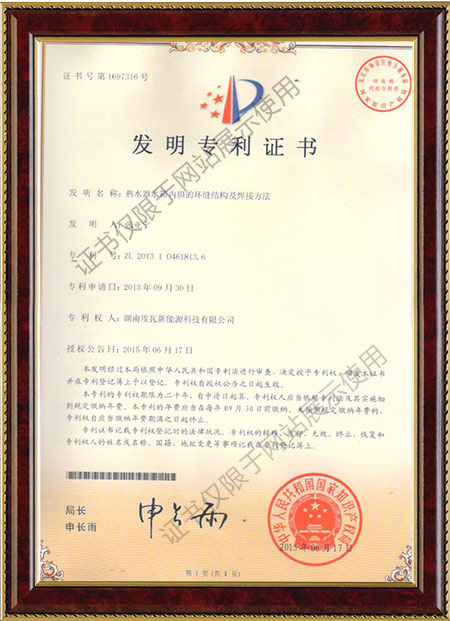 证书号第1697316号
发明专利证书
发明名称：热水器水箱内胆的环缝结构及焊接方法
发明人：
专利号：ZL 2013 1 0461813.6
专利申请日：2013年09月30日
专利权人：湖南埃瓦新能源科技有限公司
授权公告日：2015年06月17日
本发明经过本局依照中华人民共和国专利法进行审查，决定授予专利权，颁发本证书
并在专利登记簿上予以登记。专利权自授权公告之日起生效。
本专利的专利权期限为二十年，自申请日起算。专利权人应当依照专利法及其实施细
则规定缴纳年费。本专利的年费应当在每年09月30日前缴纳。未按照规定缴纳年费的，
专利权自应当缴纳年费期满之日起终止。
专利证书记载专利权登记时的法律状况。专利权的转移、质押、无效、终止、恢复和
专利权人的姓名或名称、国籍、地址变更等事项记载在专利登记簿上。
局长
申长雨
申长雨
中华人民共和国国家知识产权局
2015年06月17日
第1页（共1页）
证书仅限于网站展示使用
证书仅限于网站展示使用